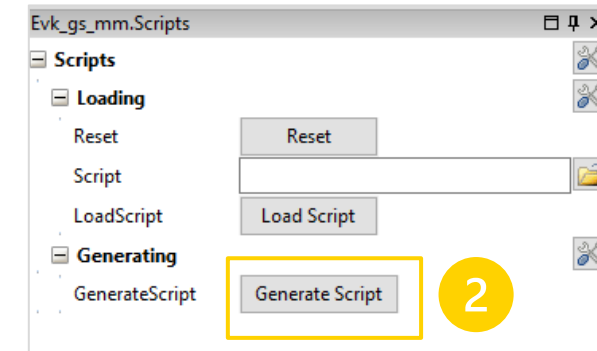 Evk_gs_mm.Scripts
Scripts
Loading
Reset Reset
Script
LoadScript Load Script
Generating
GenerateScript Generate Script 2